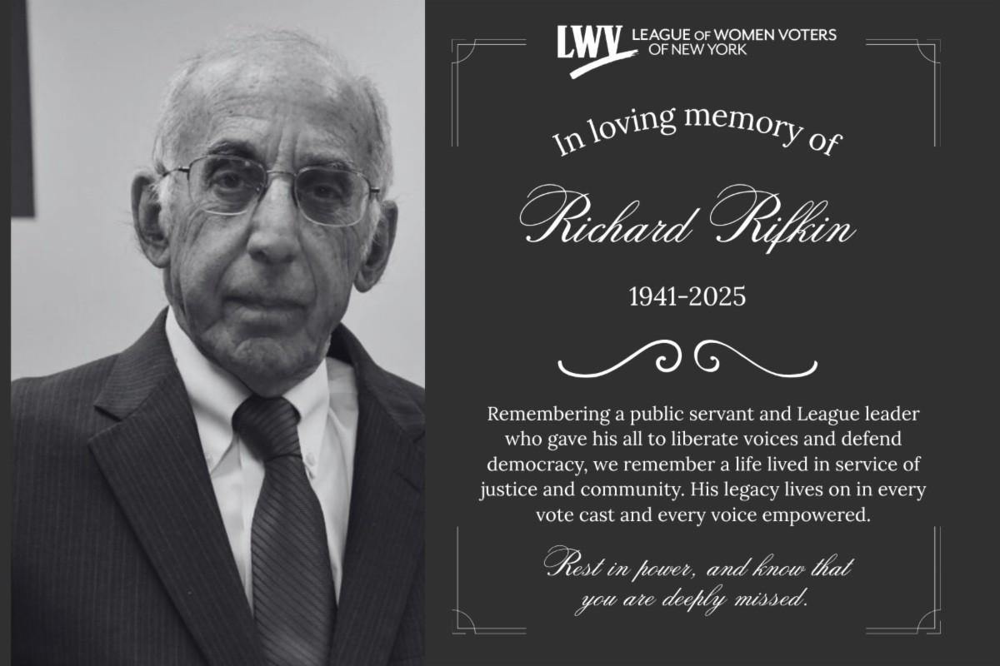 LWV LEAGUE OF WOMEN VOTERS
OF NEW YORK
In loving memory of
Richard Rifkin
1941-2025
Remembering a public servant and League leader
who gave his all to liberate voices and defend
democracy, we remember a life lived in service of
justice and community. His legacy lives on in every
vote cast and every voice empowered.
Rest in power, and know that
you are deeply missed.